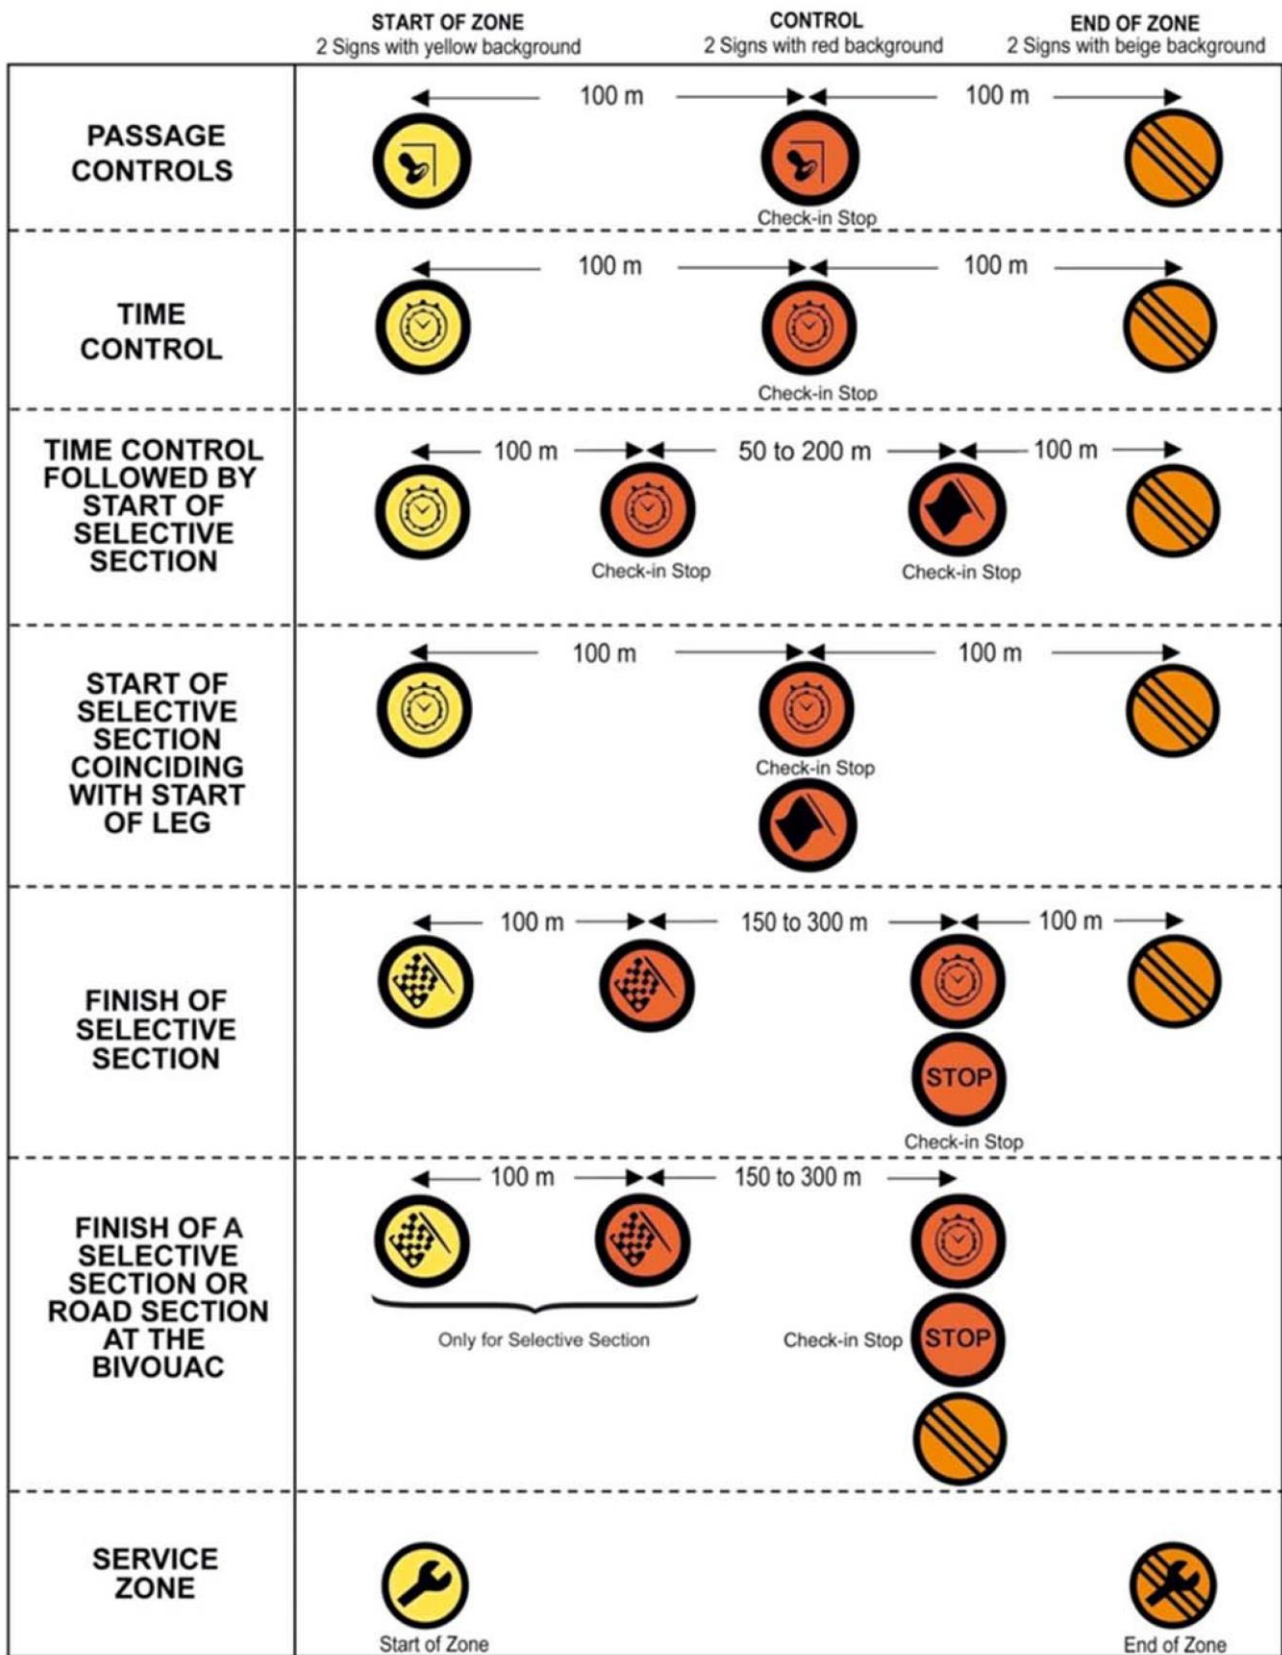 START OF ZONE
2 Signs with yellow background
CONTROL
2 Signs with red background
END OF ZONE
2 Signs with beige background
PASSAGE
CONTROLS
100 m
100 m
Check-in Stop
TIME
CONTROL
100 m
100 m
Check-in Stop
TIME CONTROL
FOLLOWED BY
START OF
SELECTIVE
SECTION
100 m
50 to 200 m
100 m
Check-in Stop
Check-in Stop
START OF
SELECTIVE
SECTION
COINCIDING
WITH START
OF LEG
100 m
100 m
Check-in Stop
FINISH OF
SELECTIVE
SECTION
100 m
150 to 300 m
100 m
STOP
Check-in Stop
FINISH OF A
SELECTIVE
SECTION OR
ROAD SECTION
AT THE
BIVOUAC
100 m
150 to 300 m
Only for Selective Section
Check-in Stop
STOP
SERVICE
ZONE
Start of Zone
End of Zone